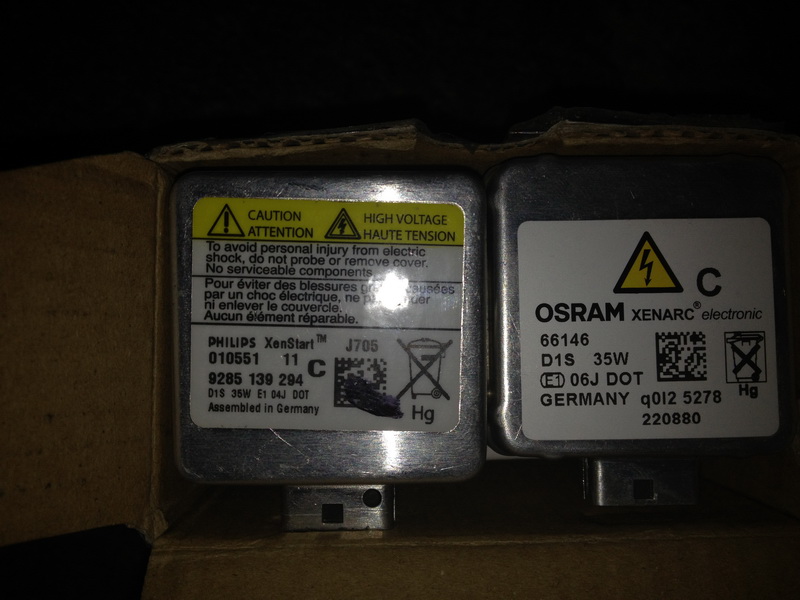 CAUTION HIGH VOLTAGE
ATTENTION HAUTE TENSION
To avoid personal injury from electric
shock, do not probe or remove cover.
No serviceable components
Pour éviter des blessures causées
par un choc électrique, ne
ni enlever le couvercle.
Aucun élément réparable.
PHILIPS XenStart™ J705
010551 11 C
9285 139 294
D1S 35W E1 04J DOT
Assembled in Germany
Hg
C
OSRAM XENARC® electronic
66146
D1S 35W
E1 06J DOT
Hg
GERMANY q0I2 5278
220880